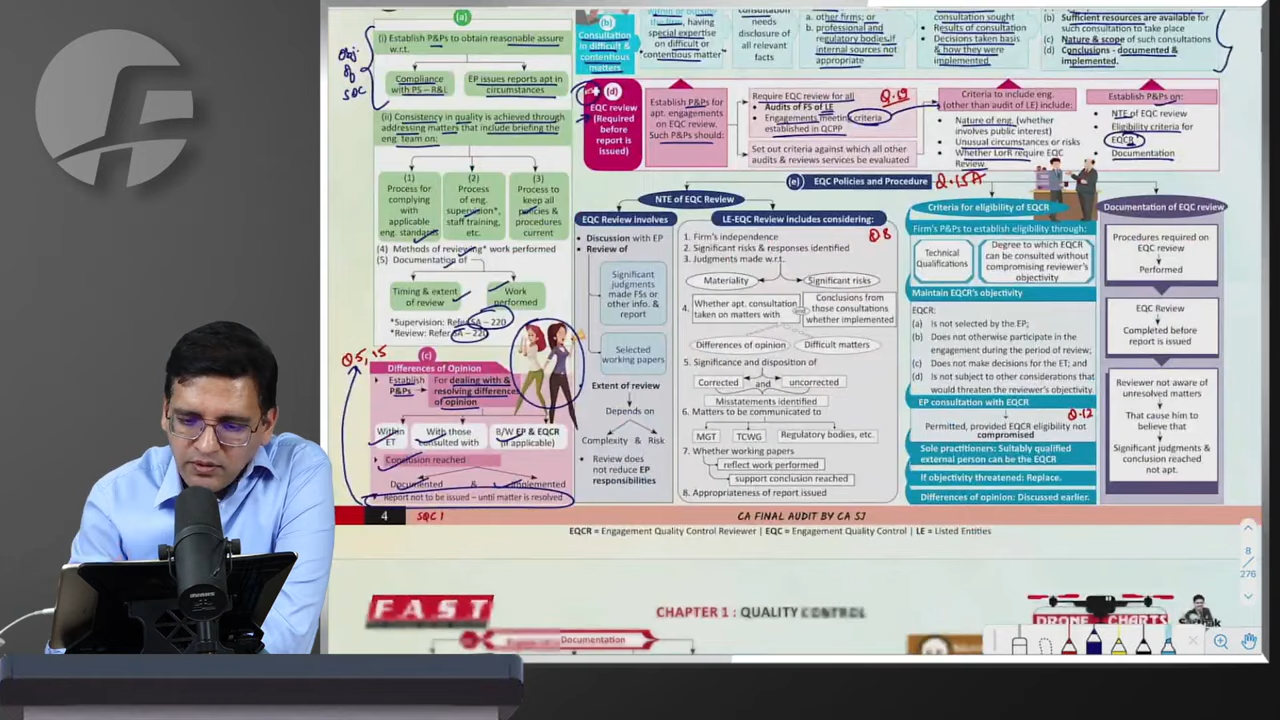 (a)
(i) Establish P&Ps to obtain reasonable assure
w.r.t.
Obj.
of
SQC
Compliance
with PS – R&L
EP issues reports apt in
circumstances
(ii) Consistency in quality is achieved through
addressing matters that include briefing the
eng. team on;
(1)
Process for
complying
with
applicable
eng. standards
(2)
Process
of eng.
supervision*,
staff training,
etc.
(3)
Process to
keep all
policies &
procedures
current
(4) Methods of reviewing* work performed
(5) Documentation of
Timing & extent
of review
Work
performed
*Supervision: Refer SA – 220
*Review: Refer SA – 220
Q 5, 15
(c)
Differences of Opinion
Establish
P&Ps
For dealing with &
resolving differences
of opinion
Within
ET
With those
consulted with
B/W EP & EQCR
(if applicable)
Conclusion reached
Documented & Implemented
Report not to be issued – until matter is resolved
(b)
Consultation
in difficult &
contentious
matters
the firm, having
special expertise
on difficult or
contentious matter
consultation
needs
disclosure of
all relevant
facts
a. other firms; or
b. professional and
regulatory bodies, if
internal sources not
appropriate
consultation sought
Results of consultation
Decisions taken basis
& how they were
implemented
(b) Sufficient resources are available for
such consultation to take place
(c) Nature & scope of such consultations
(d) Conclusions - documented &
implemented.
(d)
EQC review
(Required
before
report is
issued)
Establish P&Ps for
apt. engagements
on EQC review.
Such P&Ps should:
Require EQC review for all
Audits of FS of LE
Engagements meeting criteria
established in QCPP
Set out criteria against which all other
audits & reviews services be evaluated
Criteria to include eng.
(other than audit of LE) include:
Nature of eng. (whether
involves public interest)
Unusual circumstances or risks
Whether LorR require EQC
Review
Establish P&Ps on:
NTE of EQC review
Eligibility criteria for
EQCR
Documentation
(e) EQC Policies and Procedure
Q.15A
NTE of EQC Review
EQC Review involves
Discussion with EP
Review of
Significant
judgments
made FSs or
other info. &
report
Selected
working papers
Extent of review
Depends on
Complexity & Risk
Review does
not reduce EP
responsibilities
LE-EQC Review includes considering:
Q8
1. Firm's independence
2. Significant risks & responses identified
3. Judgments made w.r.t.
Materiality
Significant risks
4. Whether apt. consultation
taken on matters with
Conclusions from
those consultations
whether implemented
Differences of opinion
Difficult matters
5. Significance and disposition of
Corrected and uncorrected
Misstatements identified
6. Matters to be communicated to
MGT
TCWG
Regulatory bodies, etc.
7. Whether working papers
reflect work performed
support conclusion reached
8. Appropriateness of report issued
Criteria for eligibility of EQCR
Firm's P&Ps to establish eligibility through:
Technical
Qualifications
Degree to which EQCR
can be consulted without
compromising reviewer's
objectivity
Maintain EQCR's objectivity
EQCR:
(a) Is not selected by the EP;
(b) Does not otherwise participate in the
engagement during the period of review;
(c) Does not make decisions for the ET; and
(d) Is not subject to other considerations that
would threaten the reviewer's objectivity.
EP consultation with EQCR
Q.12
Permitted, provided EQCR eligibility not
compromised
Sole practitioners: Suitably qualified
external person can be the EQCR
If objectivity threatened: Replace.
Differences of opinion: Discussed earlier.
Documentation of EQC review
Procedures required on
EQC review
Performed
EQC Review
Completed before
report is issued
Reviewer not aware of
unresolved matters
That cause him to
believe that
Significant judgments &
conclusion reached
not apt.
4 SQC 1
CA FINAL AUDIT BY CA SJ
EQCR = Engagement Quality Control Reviewer | EQC = Engagement Quality Control | LE = Listed Entities
8
276
FAST
CHAPTER 1 : QUALITY CONTROL
DRONE CHARTS
Documentation